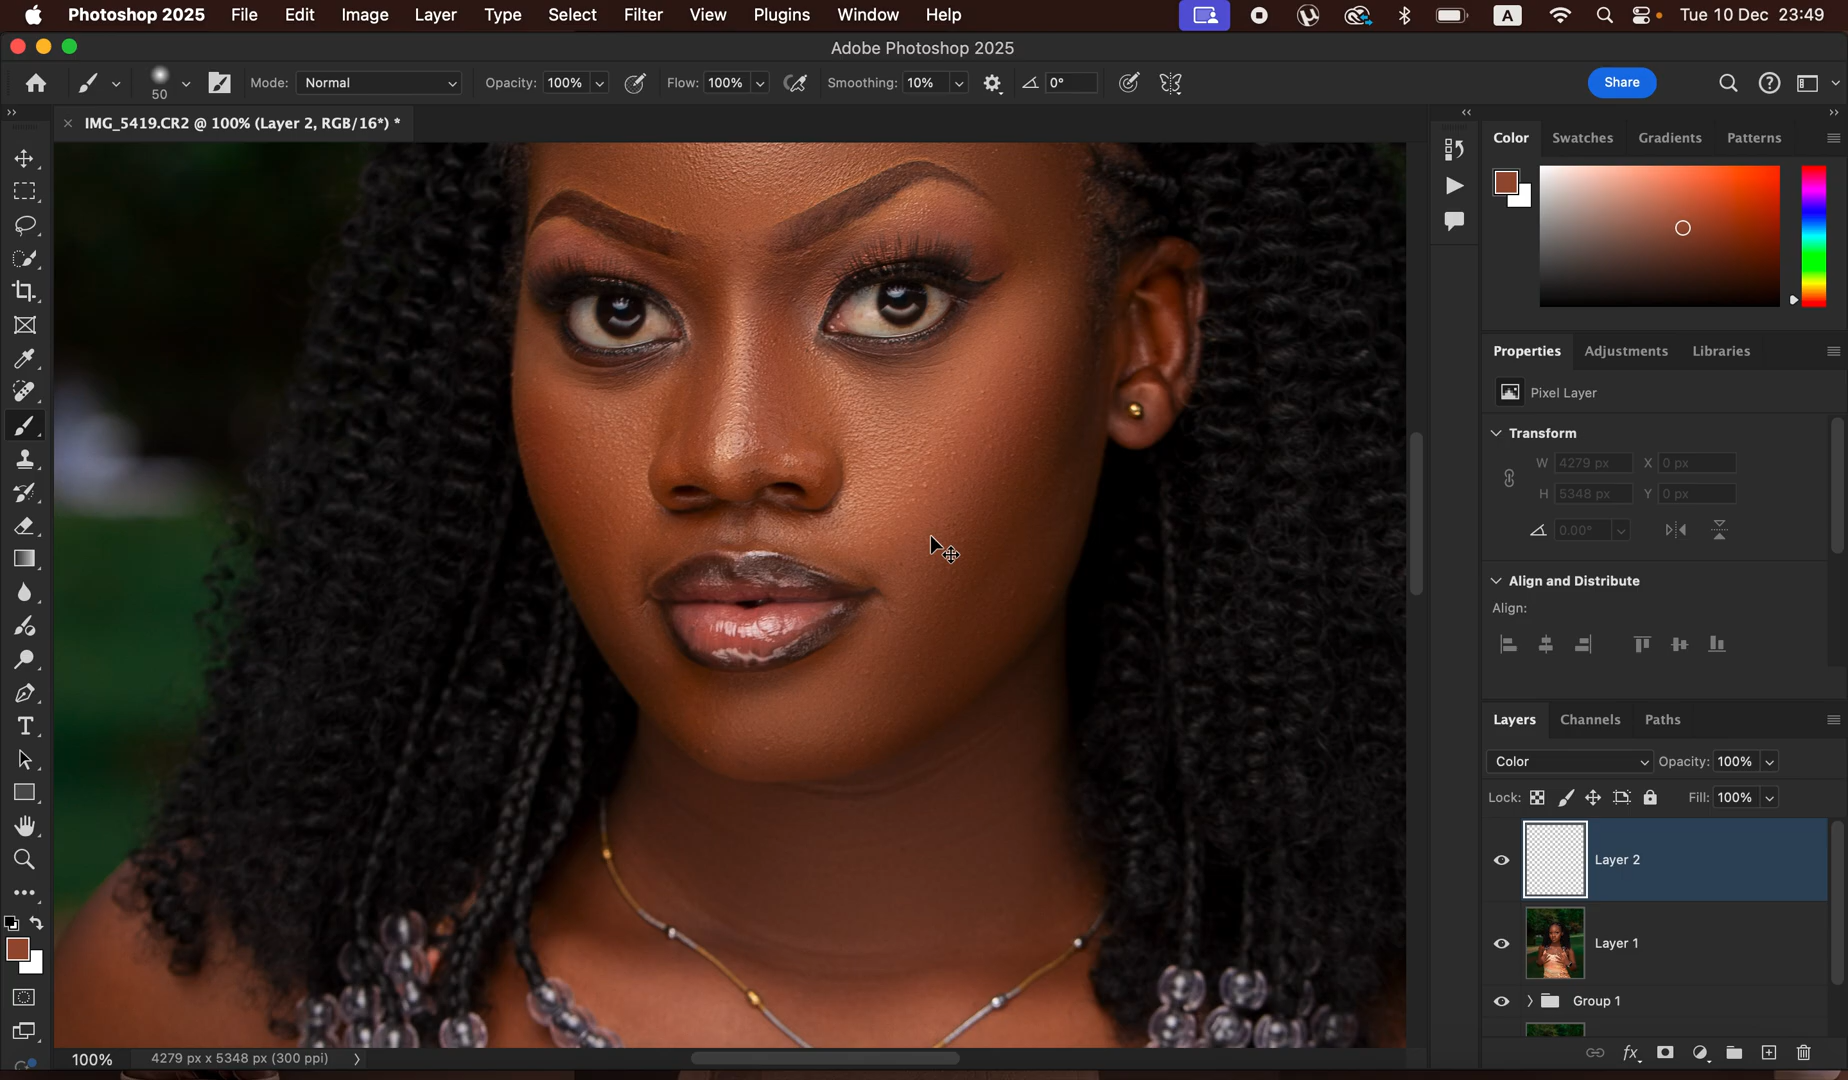 Photoshop 2025 File Edit Image Layer Type Select Filter View Plugins Window Help A Tue 10 Dec 23:49
Adobe Photoshop 2025
50 Mode: Normal Opacity: 100% Flow: 100% Smoothing: 10% 0° Share
IMG_5419.CR2 @ 100% (Layer 2, RGB/16*) *
Color Swatches Gradients Patterns
Properties Adjustments Libraries
Pixel Layer
Transform
W 4279 px X 0 px
H 5348 px Y 0 px
0.00°
Align and Distribute
Align:
Layers Channels Paths
Color Opacity: 100%
Lock: Fill: 100%
Layer 2
Layer 1
Group 1
100% 4279 px x 5348 px (300 ppi)